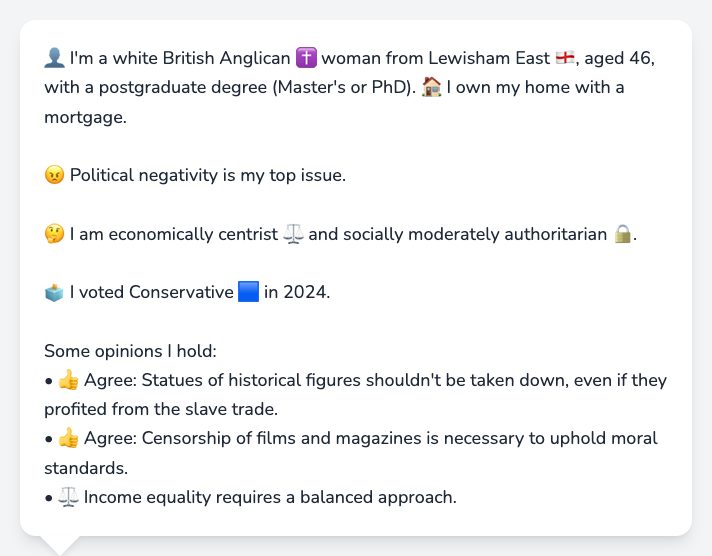 👤 I'm a white British Anglican ✝️ woman from Lewisham East 🏴󠁧󠁢󠁥󠁮󠁧󠁿, aged 46,
with a postgraduate degree (Master's or PhD). 🏠 I own my home with a
mortgage.
😠 Political negativity is my top issue.
🤔 I am economically centrist ⚖️ and socially moderately authoritarian 🔒.
🗳️ I voted Conservative 🟦 in 2024.
Some opinions I hold:
• 👍 Agree: Statues of historical figures shouldn't be taken down, even if they
profited from the slave trade.
• 👍 Agree: Censorship of films and magazines is necessary to uphold moral
standards.
• ⚖️ Income equality requires a balanced approach.